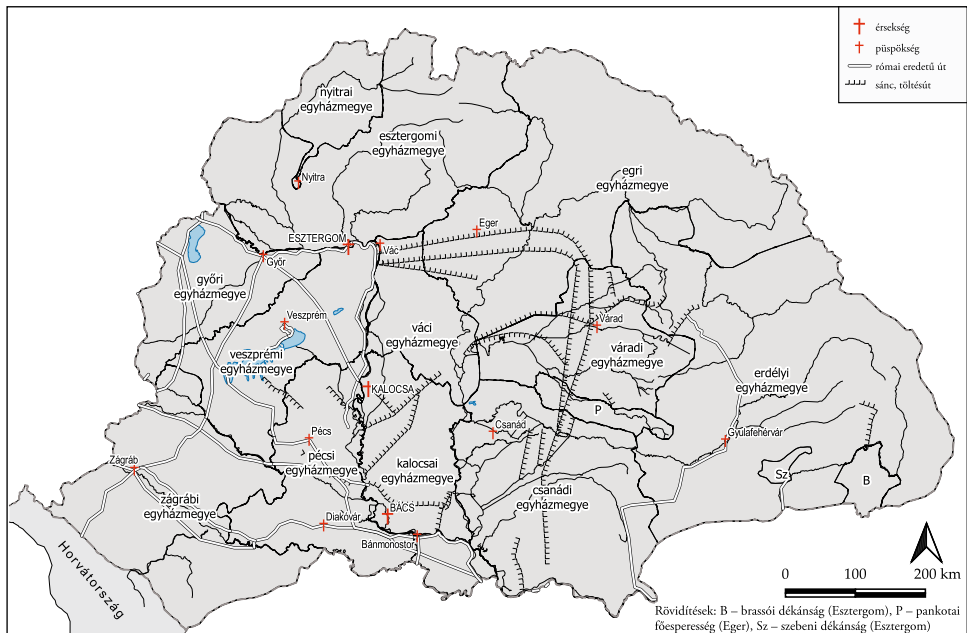 érsekség
püspökség
római eredetű út
sánc, töltésút
nyitrai
egyházmegye
esztergomi
egyházmegye
Nyitra
egri
egyházmegye
Eger
ESZTERGOM
Vác
Győr
győri
egyházmegye
Veszprém
veszprémi
egyházmegye
váci
egyházmegye
Várad
váradi
egyházmegye
erdélyi
egyházmegye
KALOCSA
P
Csanád
Gyulafehérvár
Pécs
pécsi
egyházmegye
kalocsai
egyházmegye
Zágráb
zágrábi
egyházmegye
Sz
B
csanádi
egyházmegye
BÁCS
Diakóvár
Bánmonostor
Horvátország
0 100 200 km
Rövidítések: B – brassói dékánság (Esztergom), P – pankotai
főesperesség (Eger), Sz – szebeni dékánság (Esztergom)